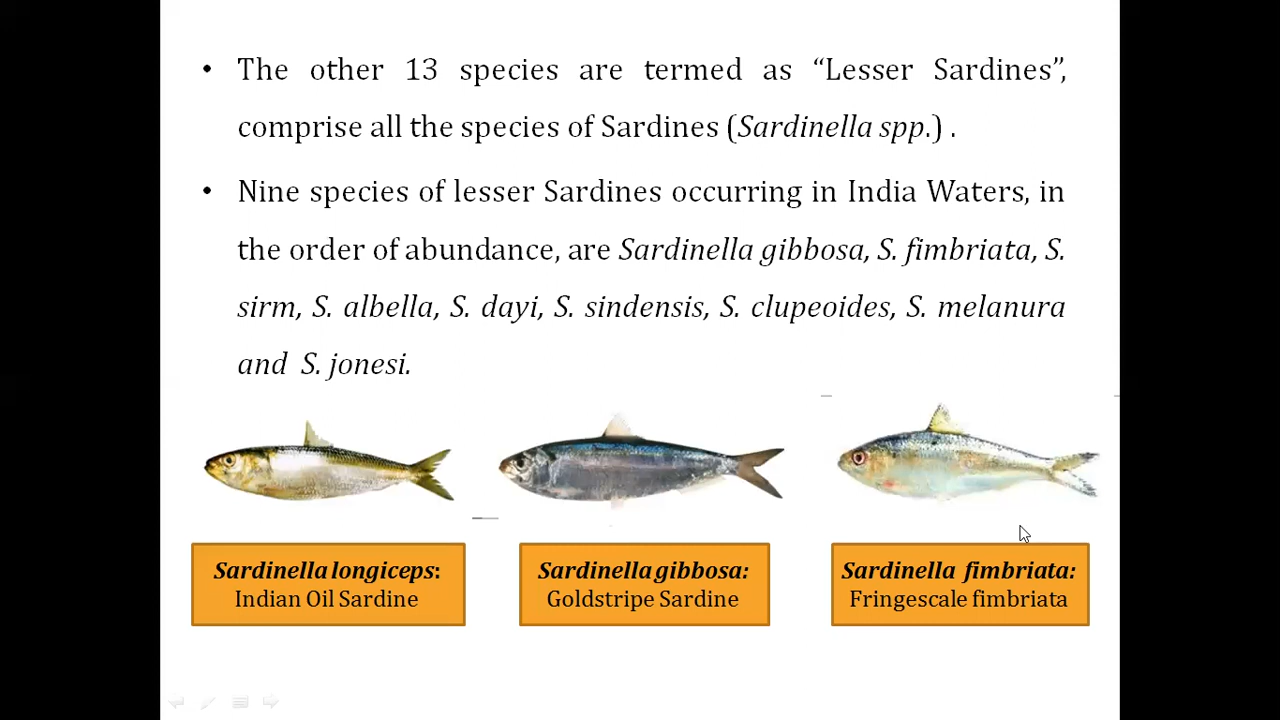 • The other 13 species are termed as “Lesser Sardines”,
comprise all the species of Sardines (Sardinella spp.) .
• Nine species of lesser Sardines occurring in India Waters, in
the order of abundance, are Sardinella gibbosa, S. fimbriata, S.
sirm, S. albella, S. dayi, S. sindensis, S. clupeoides, S. melanura
and S. jonesi.
Sardinella longiceps:
Indian Oil Sardine
Sardinella gibbosa:
Goldstripe Sardine
Sardinella fimbriata:
Fringescale fimbriata